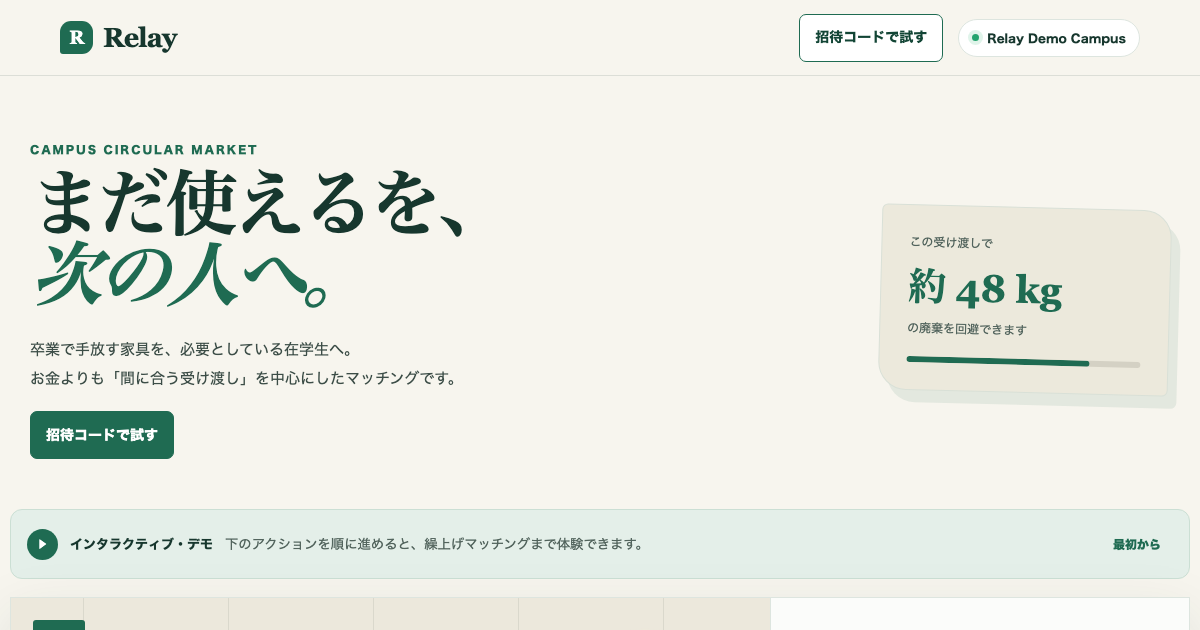 R Relay
招待コードで試す
Relay Demo Campus
CAMPUS CIRCULAR MARKET
まだ使えるを、
次の人へ。
卒業で手放す家具を、必要としている在学生へ。
お金よりも「間に合う受け渡し」を中心にしたマッチングです。
招待コードで試す
この受け渡しで
約 48 kg
の廃棄を回避できます
インタラクティブ・デモ 下のアクションを順に進めると、繰上げマッチングまで体験できます。
最初から